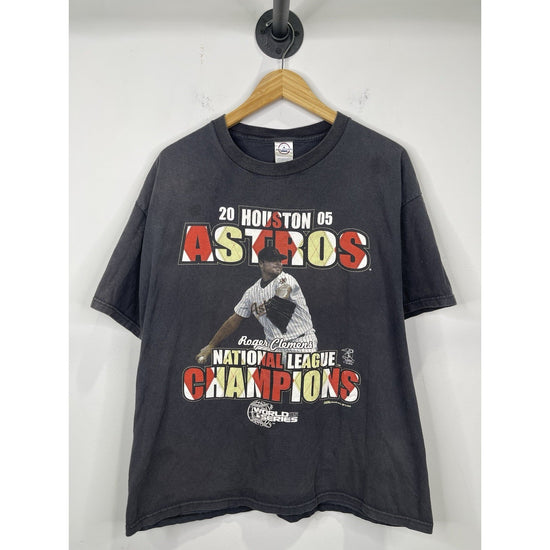 20 HOUSTON 05
ASTROS
Roger Clemens
NATIONAL LEAGUE
CHAMPIONS
WORLD
SERIES